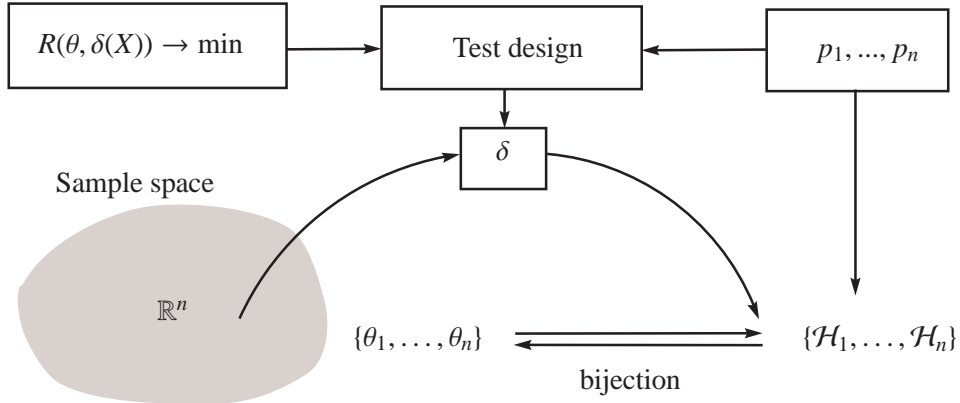 R(θ, δ(X)) → min
Test design
p₁, ..., pₙ
δ
Sample space
ℝⁿ
{θ₁, . . . , θₙ}
{ℋ₁, . . . , ℋₙ}
bijection